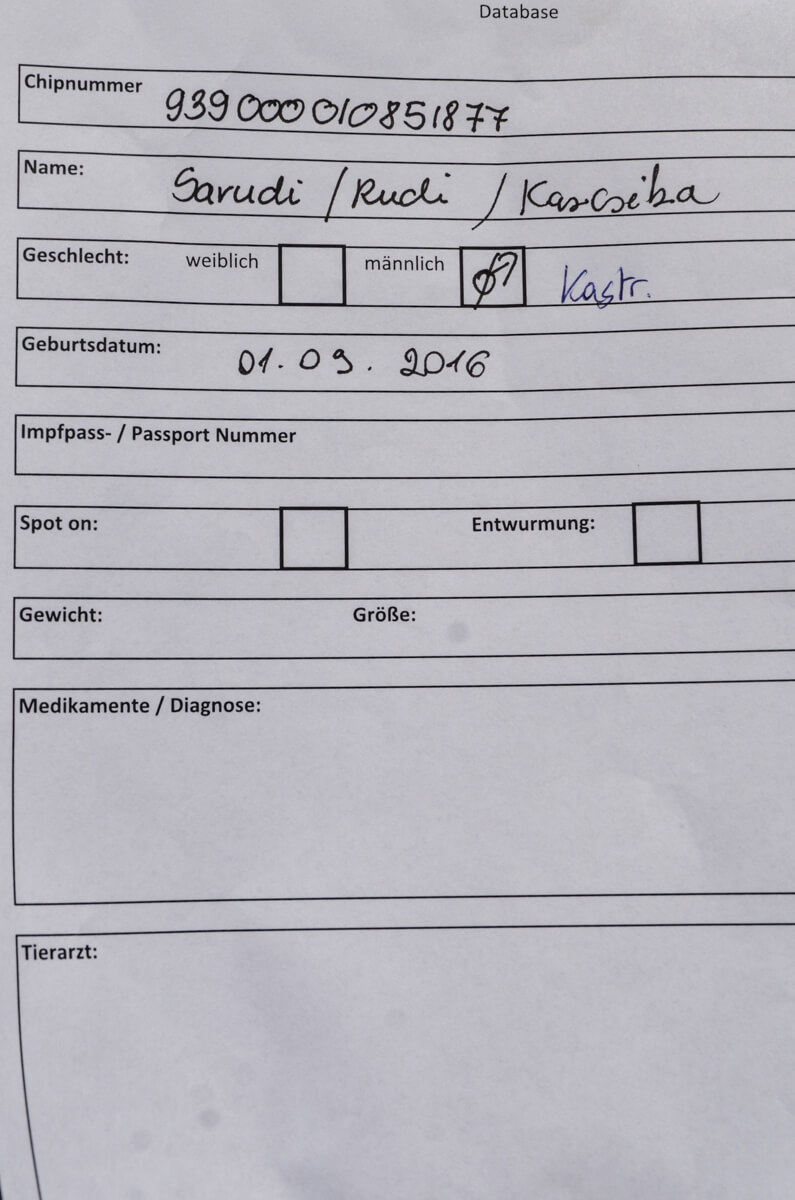 Database
Chipnummer 939000010851877
Name: Sarudi / Rudi / Kascsiba
Geschlecht: weiblich männlich Kastr.
Geburtsdatum: 01.09.2016
Impfpass- / Passport Nummer
Spot on: Entwurmung:
Gewicht: Größe:
Medikamente / Diagnose:
Tierarzt: